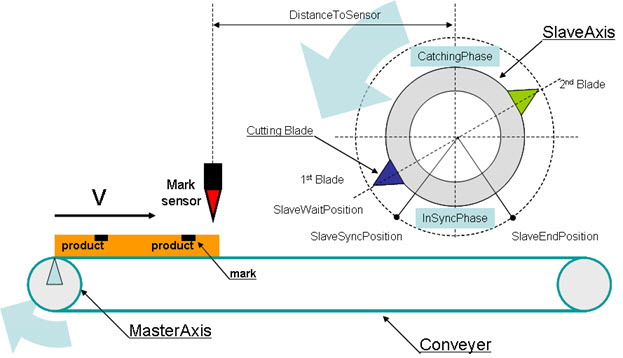 DistanceToSensor
SlaveAxis
CatchingPhase
2nd Blade
Cutting Blade
Mark
sensor
1st Blade
V
SlaveWaitPosition
InSyncPhase
SlaveSyncPosition
SlaveEndPosition
product
product
mark
MasterAxis
Conveyer